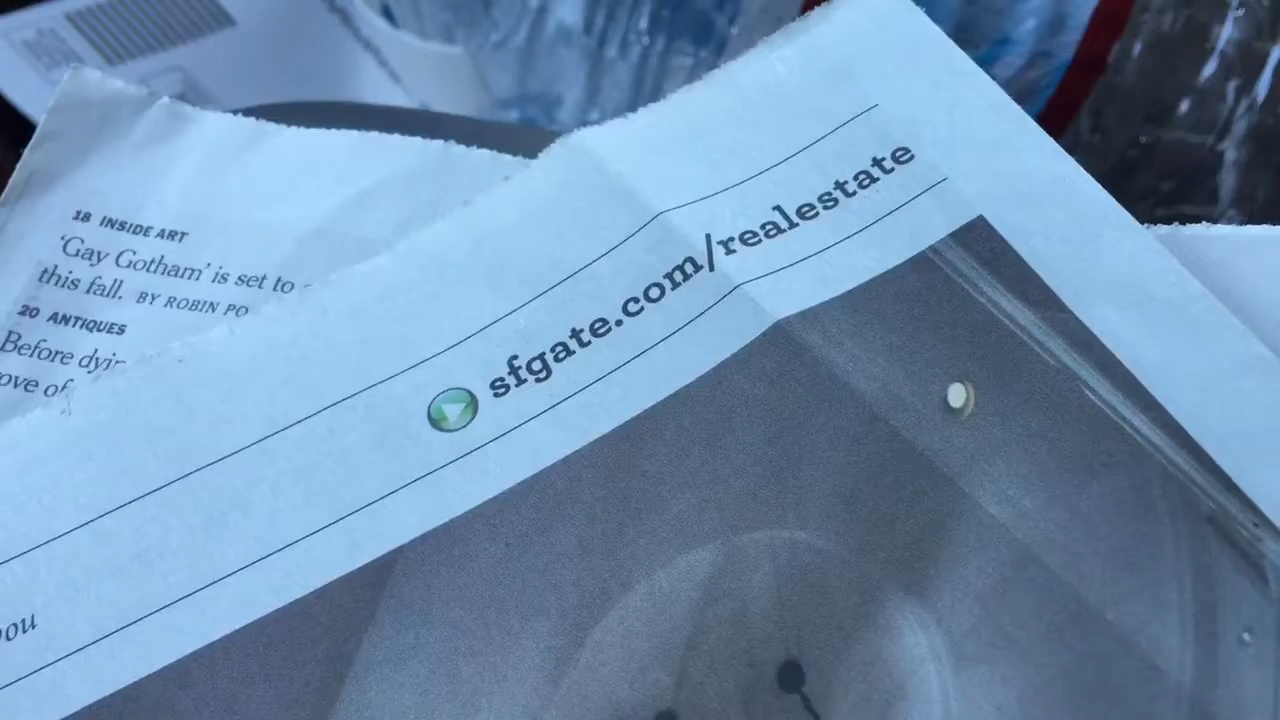 18 INSIDE ART
'Gay Gotham' is set to
this fall. BY ROBIN PO
20 ANTIQUES
Before
ove of
sfgate.com/realestate
ou